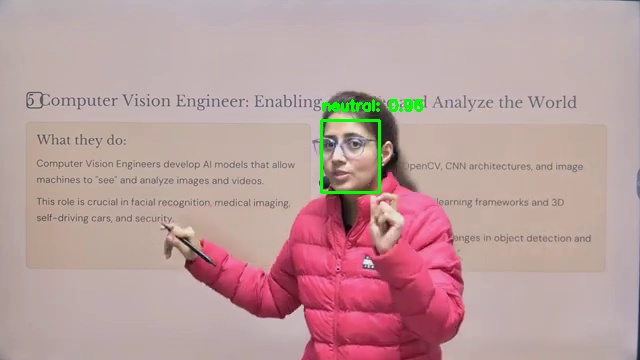 5 Computer Vision Engineer: Enabling and Analyze the World
neutral: 0.95
What they do:
Computer Vision Engineers develop AI models that allow
machines to "see" and analyze images and videos.
This role is crucial in facial recognition, medical imaging,
self-driving cars, and security.
OpenCV, CNN architectures, and image
learning frameworks and 3D
in object detection and